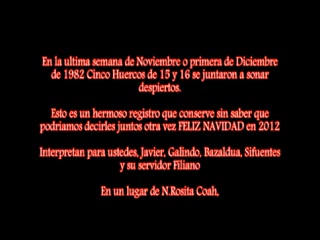 En la ultima semana de Noviembre o primera de Diciembre
de 1982 Cinco Huercos de 15 y 16 se juntaron a sonar
despiertos.
Esto es un hermoso registro que conserve sin saber que
podriamos decirles juntos otra vez FELIZ NAVIDAD en 2012
Interpretan para ustedes, Javier, Galindo, Bazaldua, Sifuentes
y su servidor Filiano
En un lugar de N.Rosita Coah,